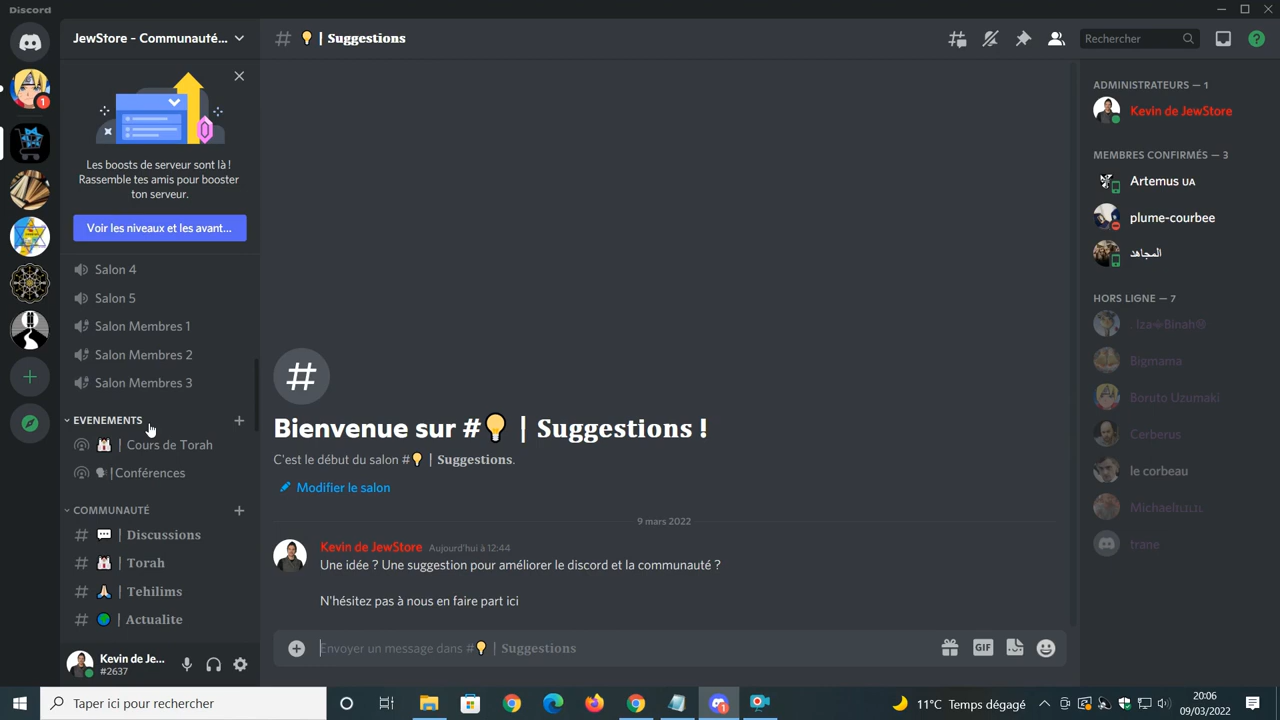 Discord
JewStore - Communauté...
Les boosts de serveur sont là !
Rassemble tes amis pour booster
ton serveur.
Voir les niveaux et les avant...
Salon 4
Salon 5
Salon Membres 1
Salon Membres 2
Salon Membres 3
EVENEMENTS
| Cours de Torah
|Conférences
COMMUNAUTÉ
# 💬 | Discussions
# | Torah
# 🙏 | Tehilims
# | Actualite
Kevin de Je...
#2637
# 💡 | Suggestions
Rechercher
#
Bienvenue sur #💡 | Suggestions !
C'est le début du salon #💡 | Suggestions.
Modifier le salon
9 mars 2022
Kevin de JewStore Aujourd'hui à 12:44
Une idée ? Une suggestion pour améliorer le discord et la communauté ?
N'hésitez pas à nous en faire part ici
Envoyer un message dans #💡 | Suggestions
GIF
ADMINISTRATEURS — 1
Kevin de JewStore
MEMBRES CONFIRMÉS — 3
Artemus UA
plume-courbee
المجاهد
HORS LIGNE — 7
Bigmama
Boruto Uzumaki
Cerberus
le corbeau
trane
1
Taper ici pour rechercher
1
11°C Temps dégagé
20:06
09/03/2022